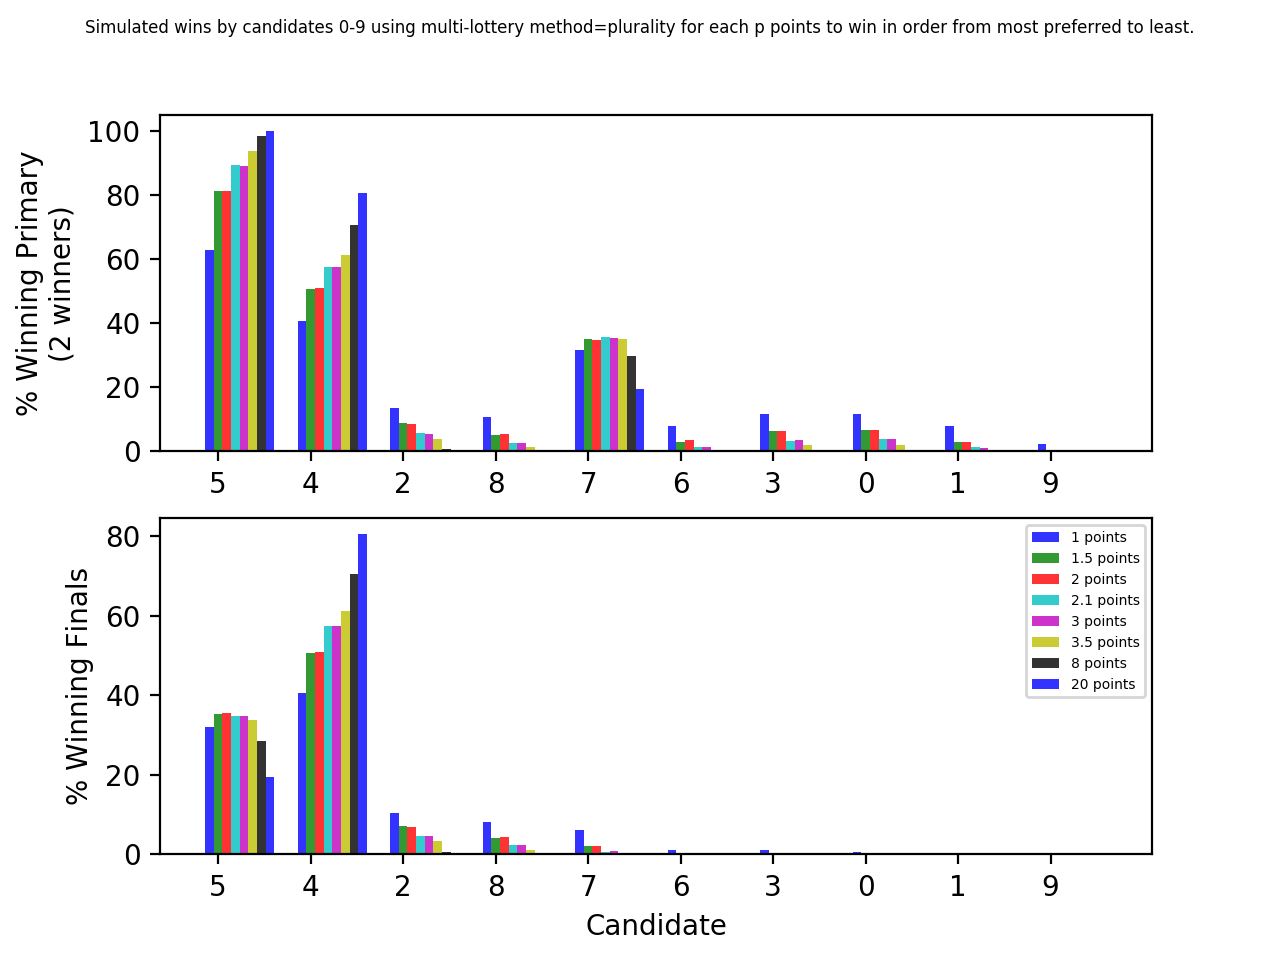 Simulated wins by candidates 0-9 using multi-lottery method=plurality for each p points to win in order from most preferred to least.
% Winning Primary
(2 winners)
100
80
60
40
20
0
5 4 2 8 7 6 3 0 1 9
% Winning Finals
80
60
40
20
0
1 points
1.5 points
2 points
2.1 points
3 points
3.5 points
8 points
20 points
5 4 2 8 7 6 3 0 1 9
Candidate